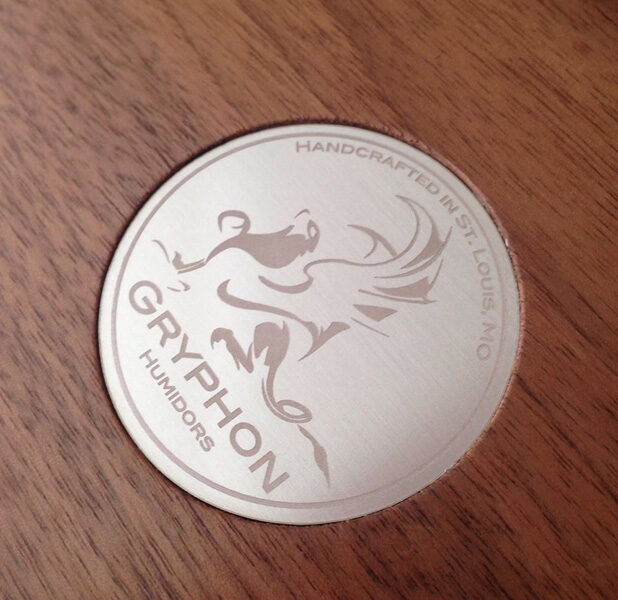 HANDCRAFTED IN ST. LOUIS, MO
GRYPHON
HUMIDORS